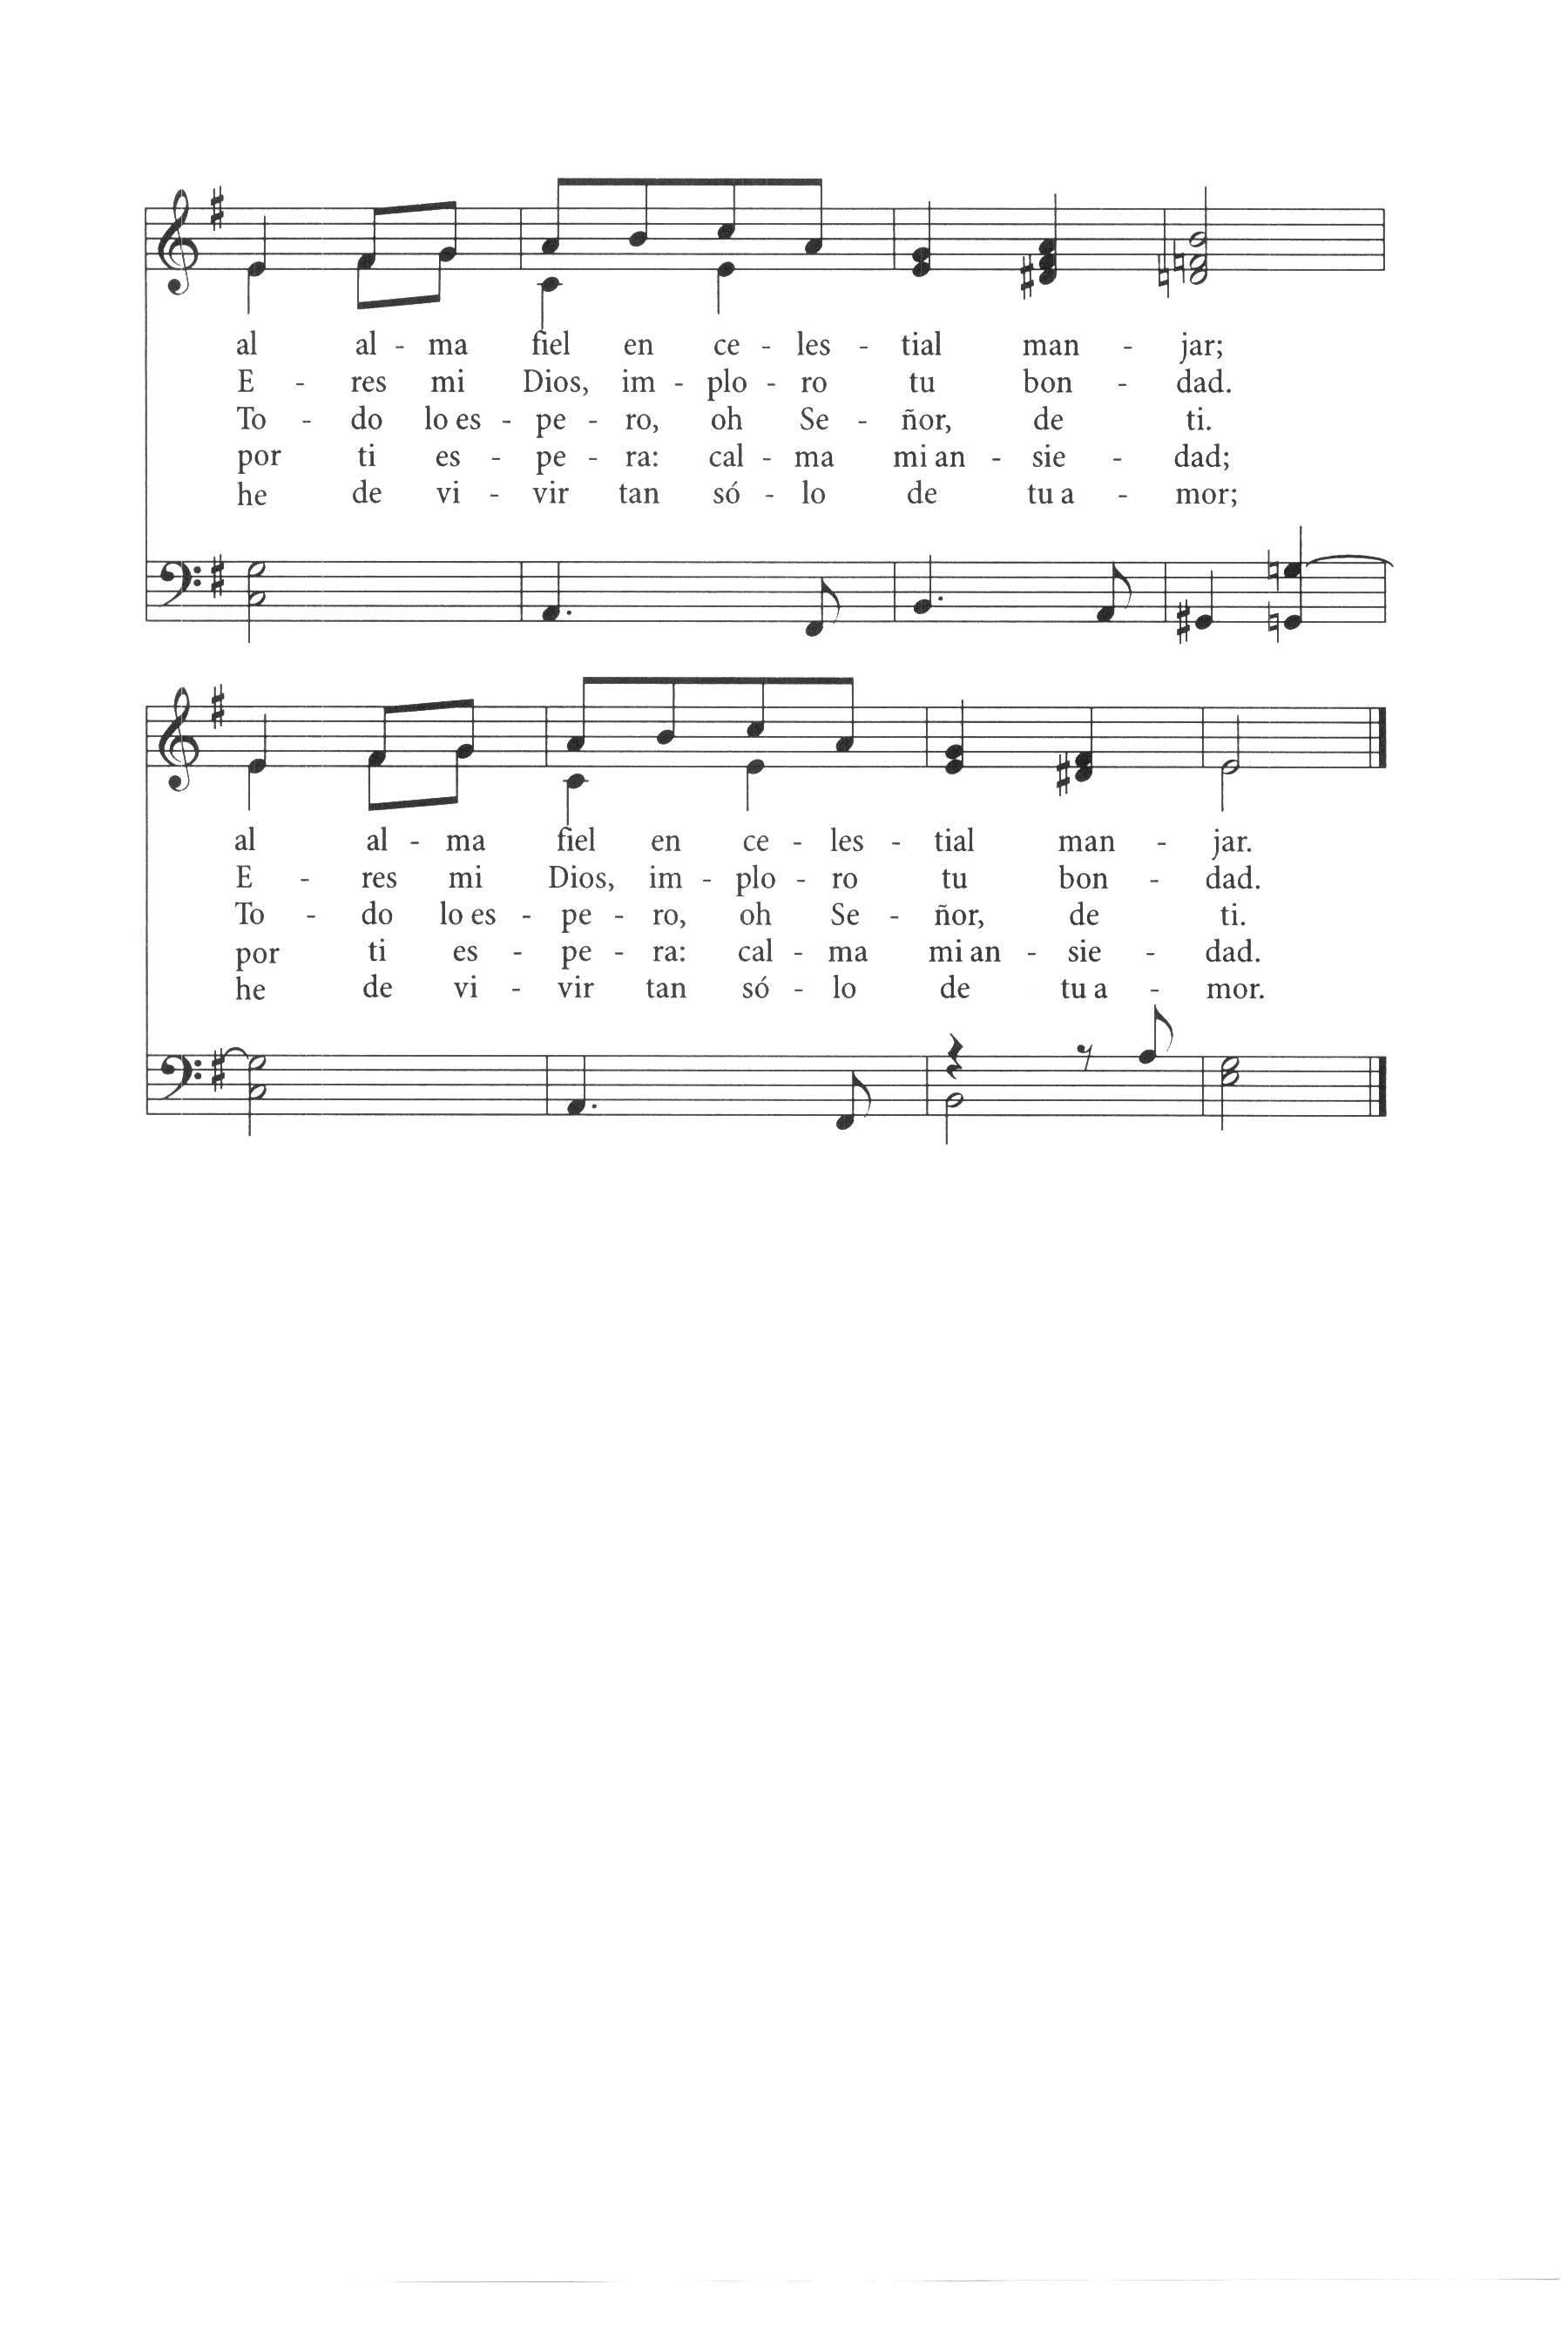 al al - ma fiel en ce - les - tial man - jar;
E - res mi Dios, im - plo - ro tu bon - dad.
To - do lo es - pe - ro, oh Se - ñor, de ti.
por ti es - pe - ra: cal - ma mi an - sie - dad;
he de vi - vir tan só - lo de tu a - mor;
al al - ma fiel en ce - les - tial man - jar.
E - res mi Dios, im - plo - ro tu bon - dad.
To - do lo es - pe - ro, oh Se - ñor, de ti.
por ti es - pe - ra: cal - ma mi an - sie - dad.
he de vi - vir tan só - lo de tu a - mor.